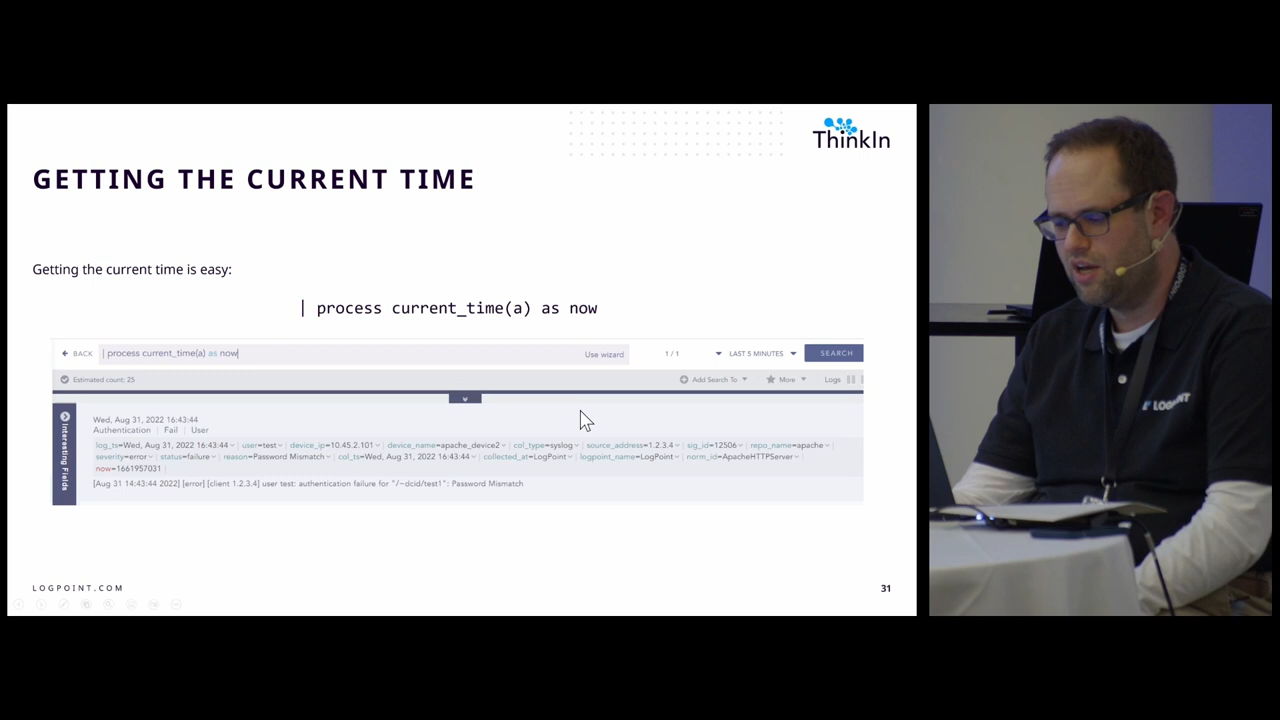 ThinkIn
GETTING THE CURRENT TIME
Getting the current time is easy:
| process current_time(a) as now
BACK
| process current_time(a) as now
Use wizard
1 / 1
LAST 5 MINUTES
SEARCH
Estimated count: 25
Add Search To
More
Logs
Interesting Fields
Wed, Aug 31, 2022 16:43:44
Authentication | Fail | User
log_ts=Wed, Aug 31, 2022 16:43:44 | user=test | device_ip=10.45.2.101 | device_name=apache_device2 | col_type=syslog | source_address=1.2.3.4 | sig_id=12506 | repo_name=apache |
severity=error | status=failure | reason=Password Mismatch | col_ts=Wed, Aug 31, 2022 16:43:44 | collected_at=LogPoint | logpoint_name=LogPoint | norm_id=ApacheHTTPServer |
now=1661957031 |
[Aug 31 14:43:44 2022] [error] [client 1.2.3.4] user test: authentication failure for "/~dcid/test1": Password Mismatch
LOGPOINT.COM
31
LOGPOINT